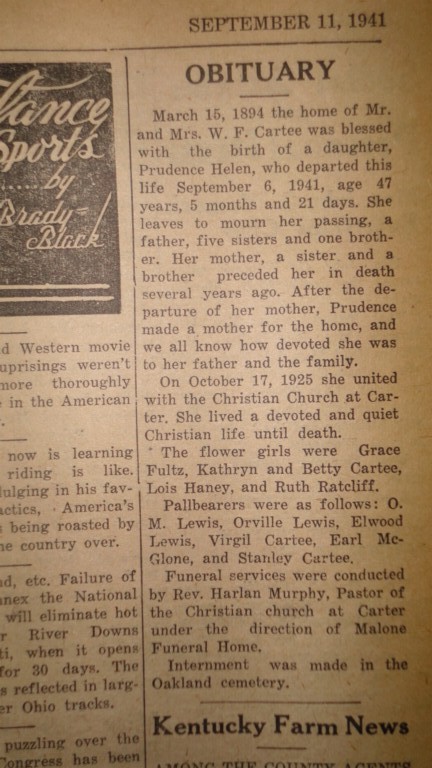 SEPTEMBER 11, 1941
OBITUARY
March 15, 1894 the home of Mr.
and Mrs. W. F. Cartee was blessed
with the birth of a daughter,
Prudence Helen, who departed this
life September 6, 1941, age 47
years, 5 months and 21 days. She
leaves to mourn her passing, a
father, five sisters and one broth-
er. Her mother, a sister and a
brother preceded her in death
several years ago. After the de-
parture of her mother, Prudence
made a mother for the homc, and
we all know how devoted she was
to her father and the family.
On October 17, 1925 she united
with the Christian Church at Car-
ter. She lived a devoted and quiet
Christian life until death.
The flower girls were Grace
Fultz, Kathryn and Betty Cartee,
Lois Haney, and Ruth Ratcliff.
Pallbearers were as follows: O.
M. Lewis, Orville Lewis, Elwood
Lewis, Virgil Cartee, Earl Mc-
Glone, and Stanley Cartee.
Funeral services were conducted
by Rev. Harlan Murphy, Pastor of
the Christian church at Carter
under the direction of Malone
Funeral Home.
Internment was made in the
Oakland cemetery.
Kentucky Farm News
AMONG THE COUNTY AGENTS
Sports
......by
Brady
Black
d Western movie
uprisings weren't
more thoroughly
in the American
now is learning
riding is like.
dulging in his fav-
actics, America's
being roasted by
ne country over.
nd, etc. Failure of
nnex the National
will eliminate hot
r River Downs
ti, when it opens
for 30 days. The
s reflected in larg-
er Ohio tracks.
puzzling over the
Congress has been